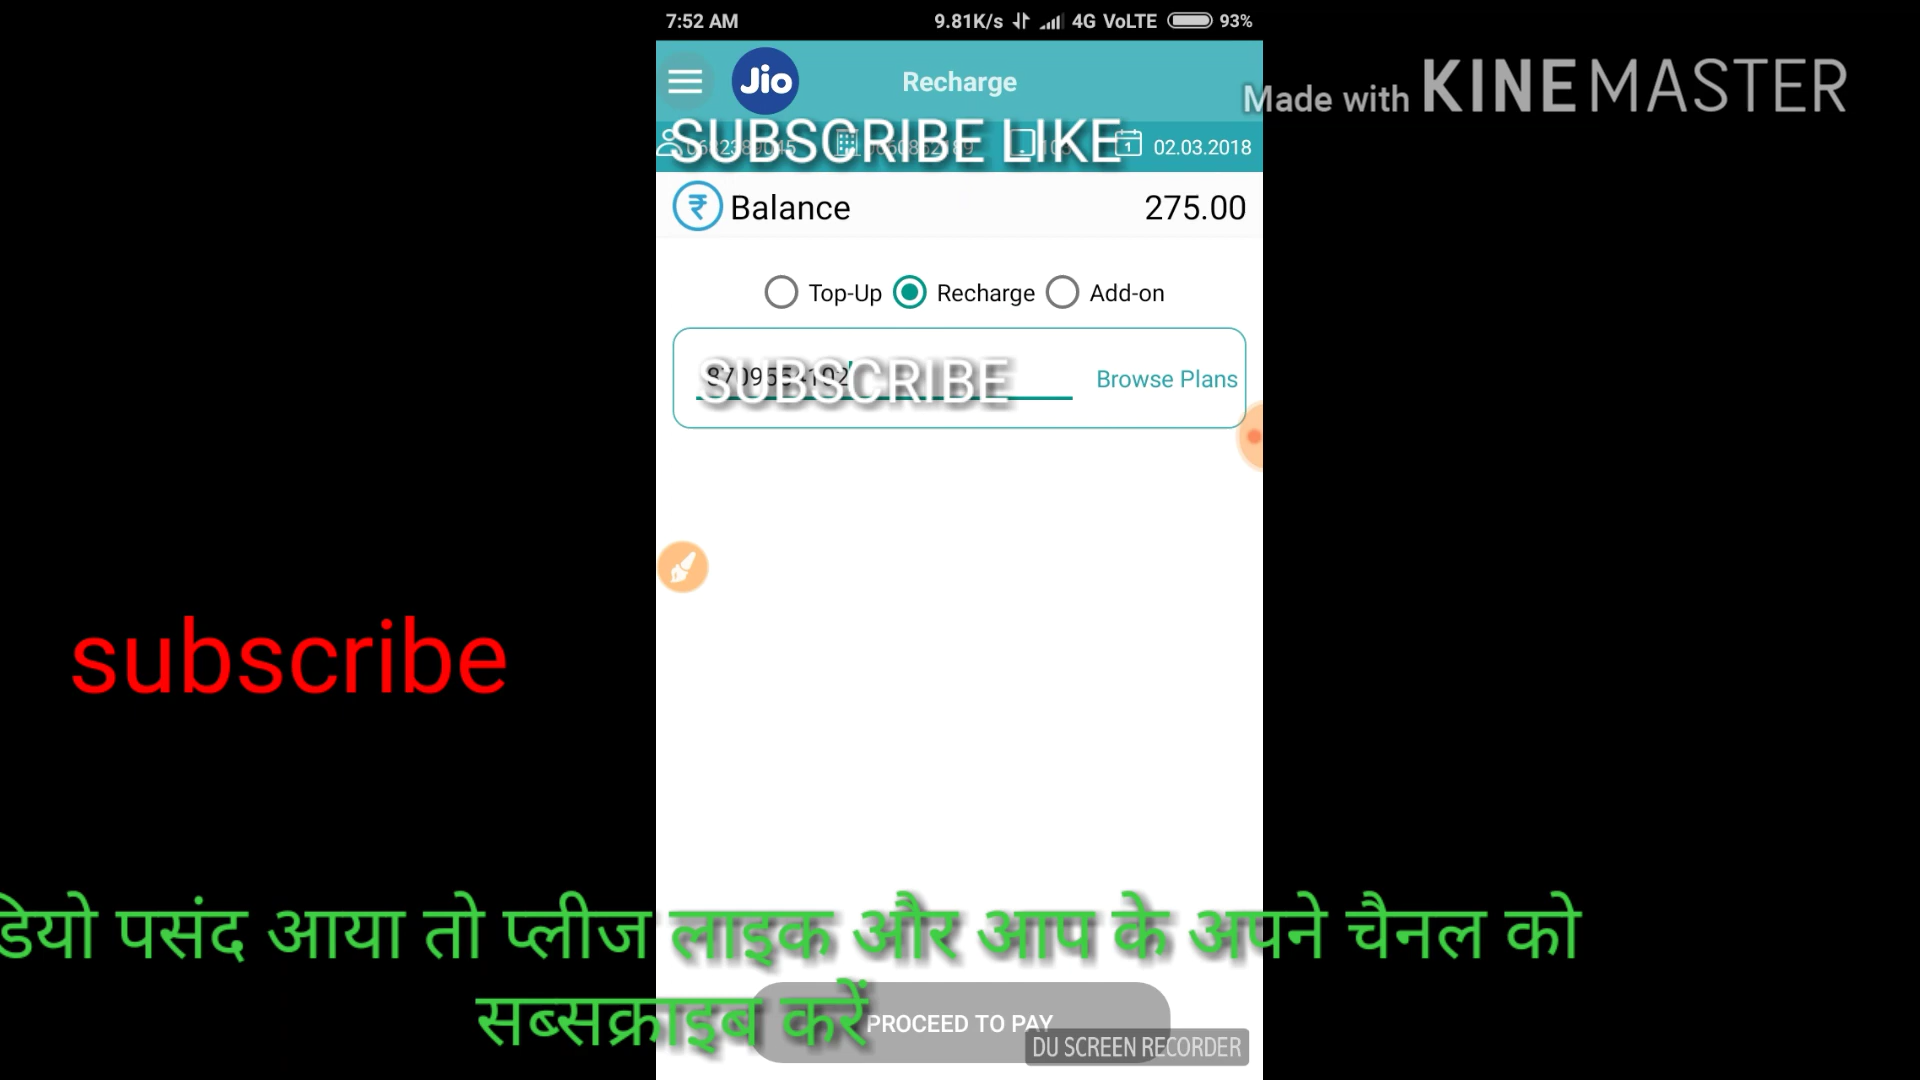 7:52 AM 9.81K/s 4G VoLTE 93%
Jio Recharge
Made with KINEMASTER
SUBSCRIBE LIKE 02.03.2018
₹ Balance 275.00
Top-Up Recharge Add-on
SUBSCRIBE Browse Plans
subscribe
डियो पसंद आया तो प्लीज लाइक और आप के अपने चैनल को
सब्सक्राइब करें
PROCEED TO PAY
DU SCREEN RECORDER